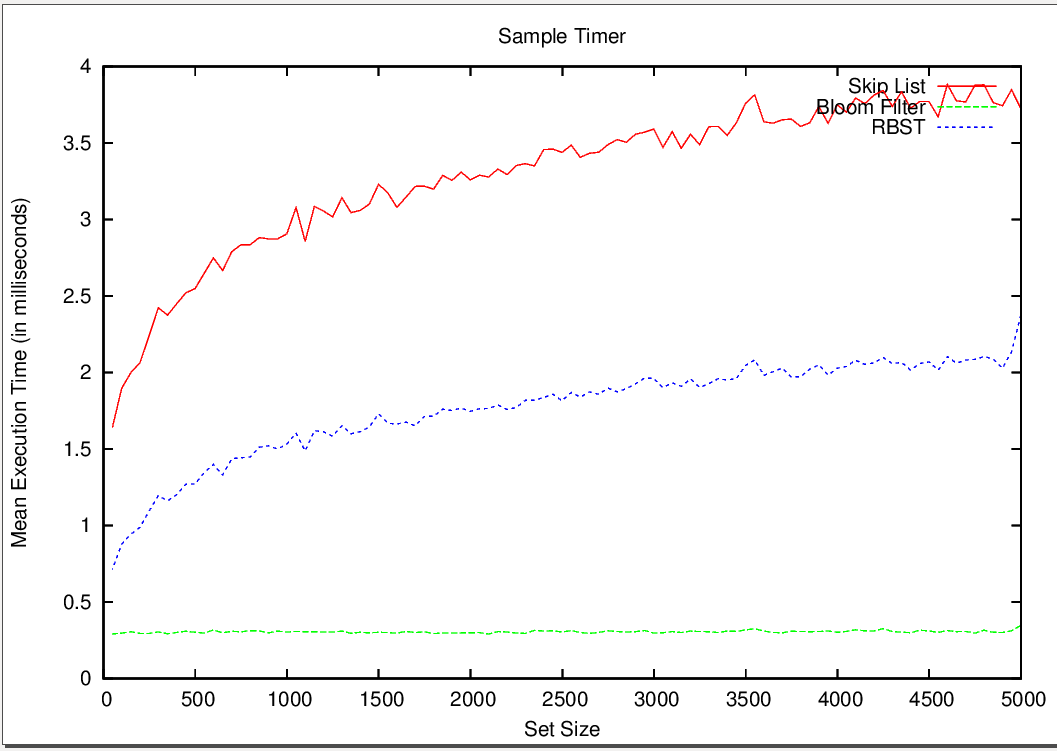 Sample Timer
4
3.5
3
2.5
2
1.5
1
0.5
0
Mean Execution Time (in milliseconds)
Skip List
Bloom Filter
RBST
0 500 1000 1500 2000 2500 3000 3500 4000 4500 5000
Set Size